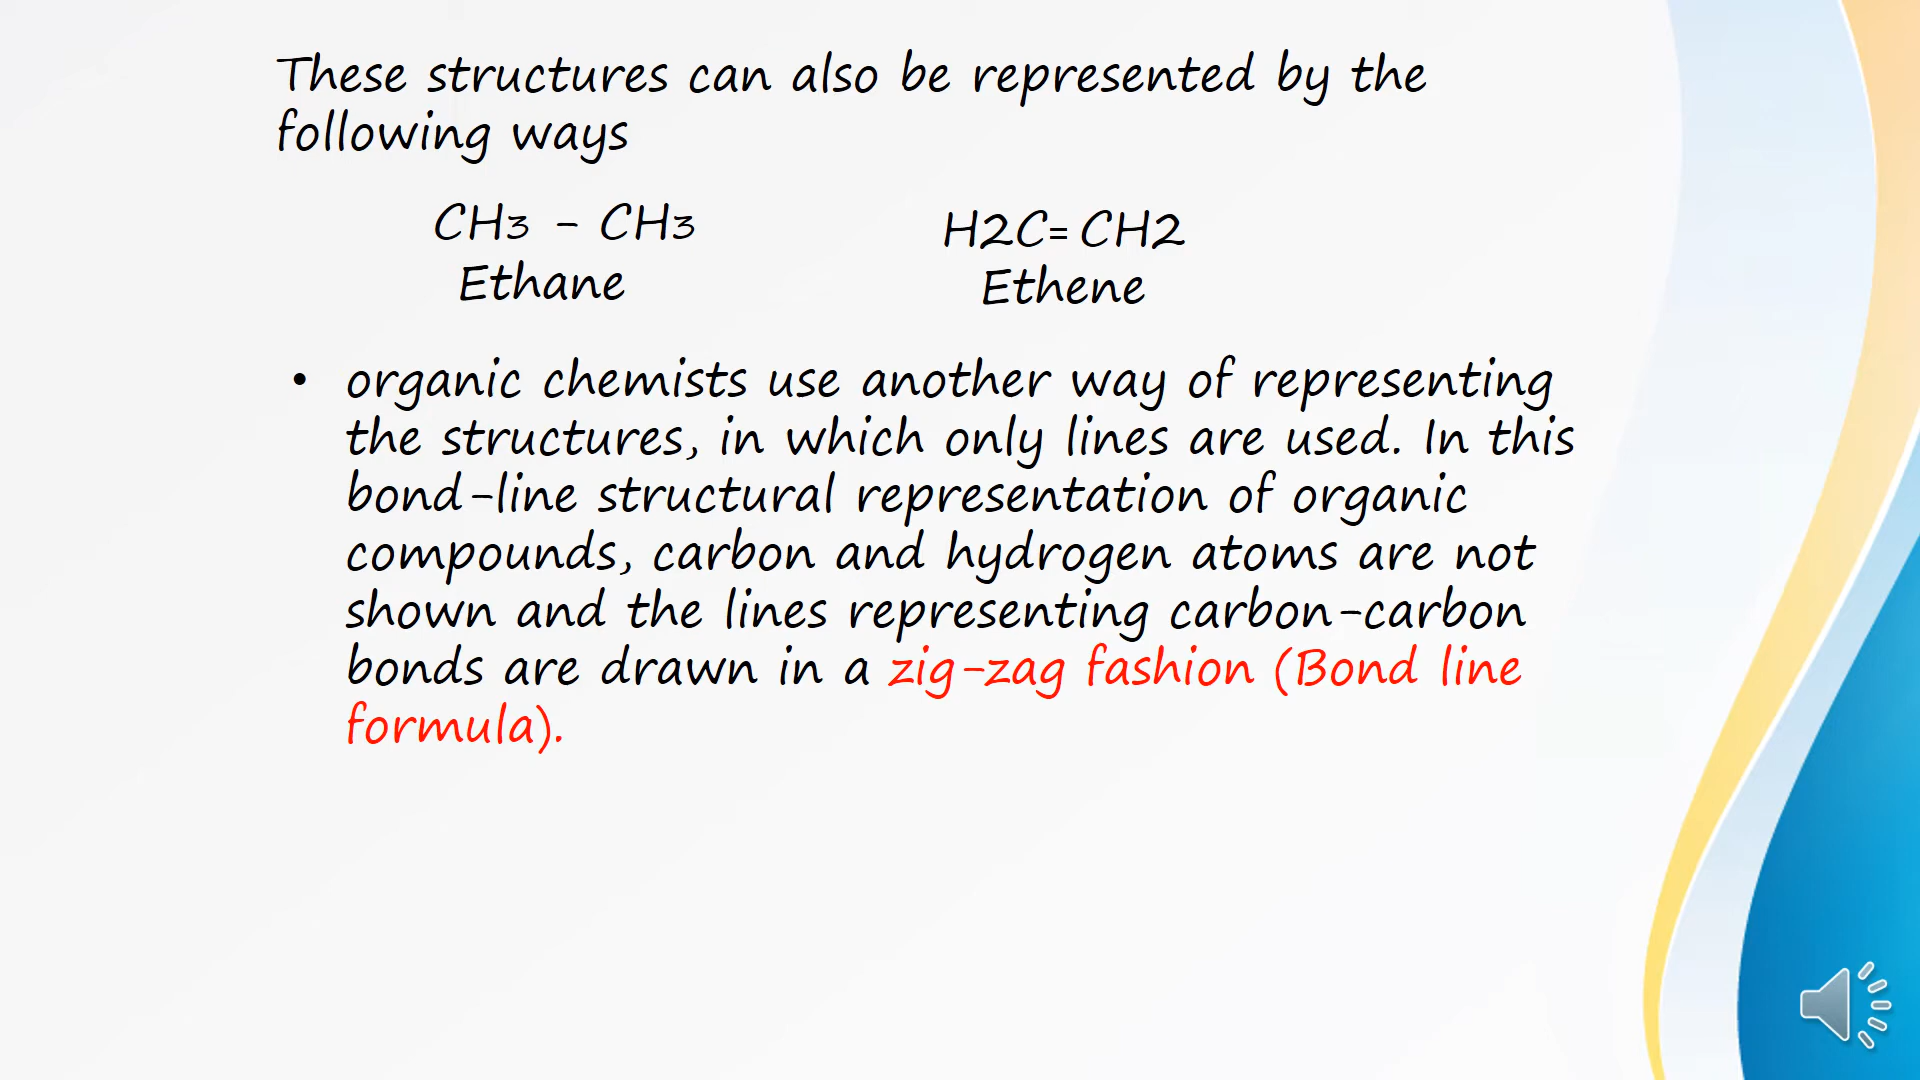 These structures can also be represented by the
following ways
CH3 - CH3
H2C= CH2
Ethane
Ethene
• organic chemists use another way of representing
the structures, in which only lines are used. In this
bond-line structural representation of organic
compounds, carbon and hydrogen atoms are not
shown and the lines representing carbon-carbon
bonds are drawn in a zig-zag fashion (Bond line
formula).